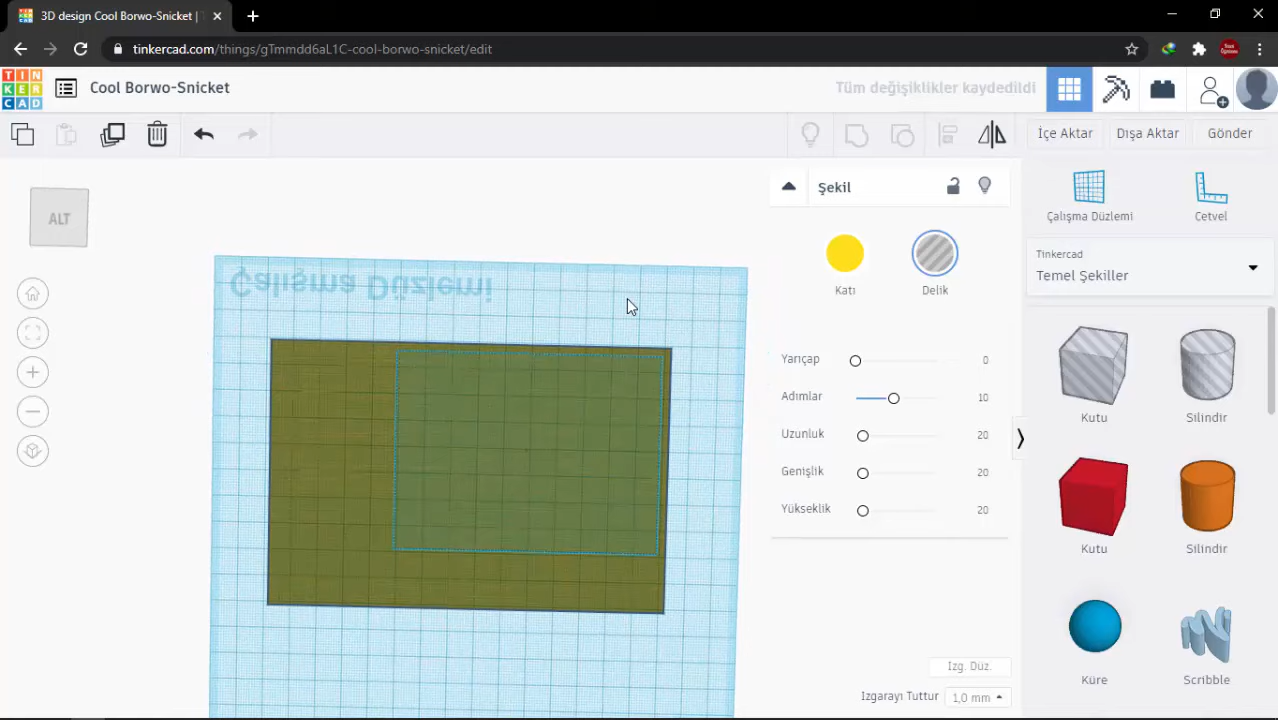 3D design Cool Borwo-Snicket |
tinkercad.com/things/gTmmdd6aL1C-cool-borwo-snicket/edit
TIN
KER
CAD
Cool Borwo-Snicket
Tüm değişiklikler kaydedildi
İçe Aktar
Dışa Aktar
Gönder
ALT
Çalışma Düzlemi
Şekil
Katı
Delik
Yarıçap 0
Adımlar 10
Uzunluk 20
Genişlik 20
Yükseklik 20
Izg. Düz.
Izgarayı Tuttur 1,0 mm
Çalışma Düzlemi
Cetvel
Tinkercad
Temel Şekiller
Kutu
Silindir
Kutu
Silindir
Küre
Scribble